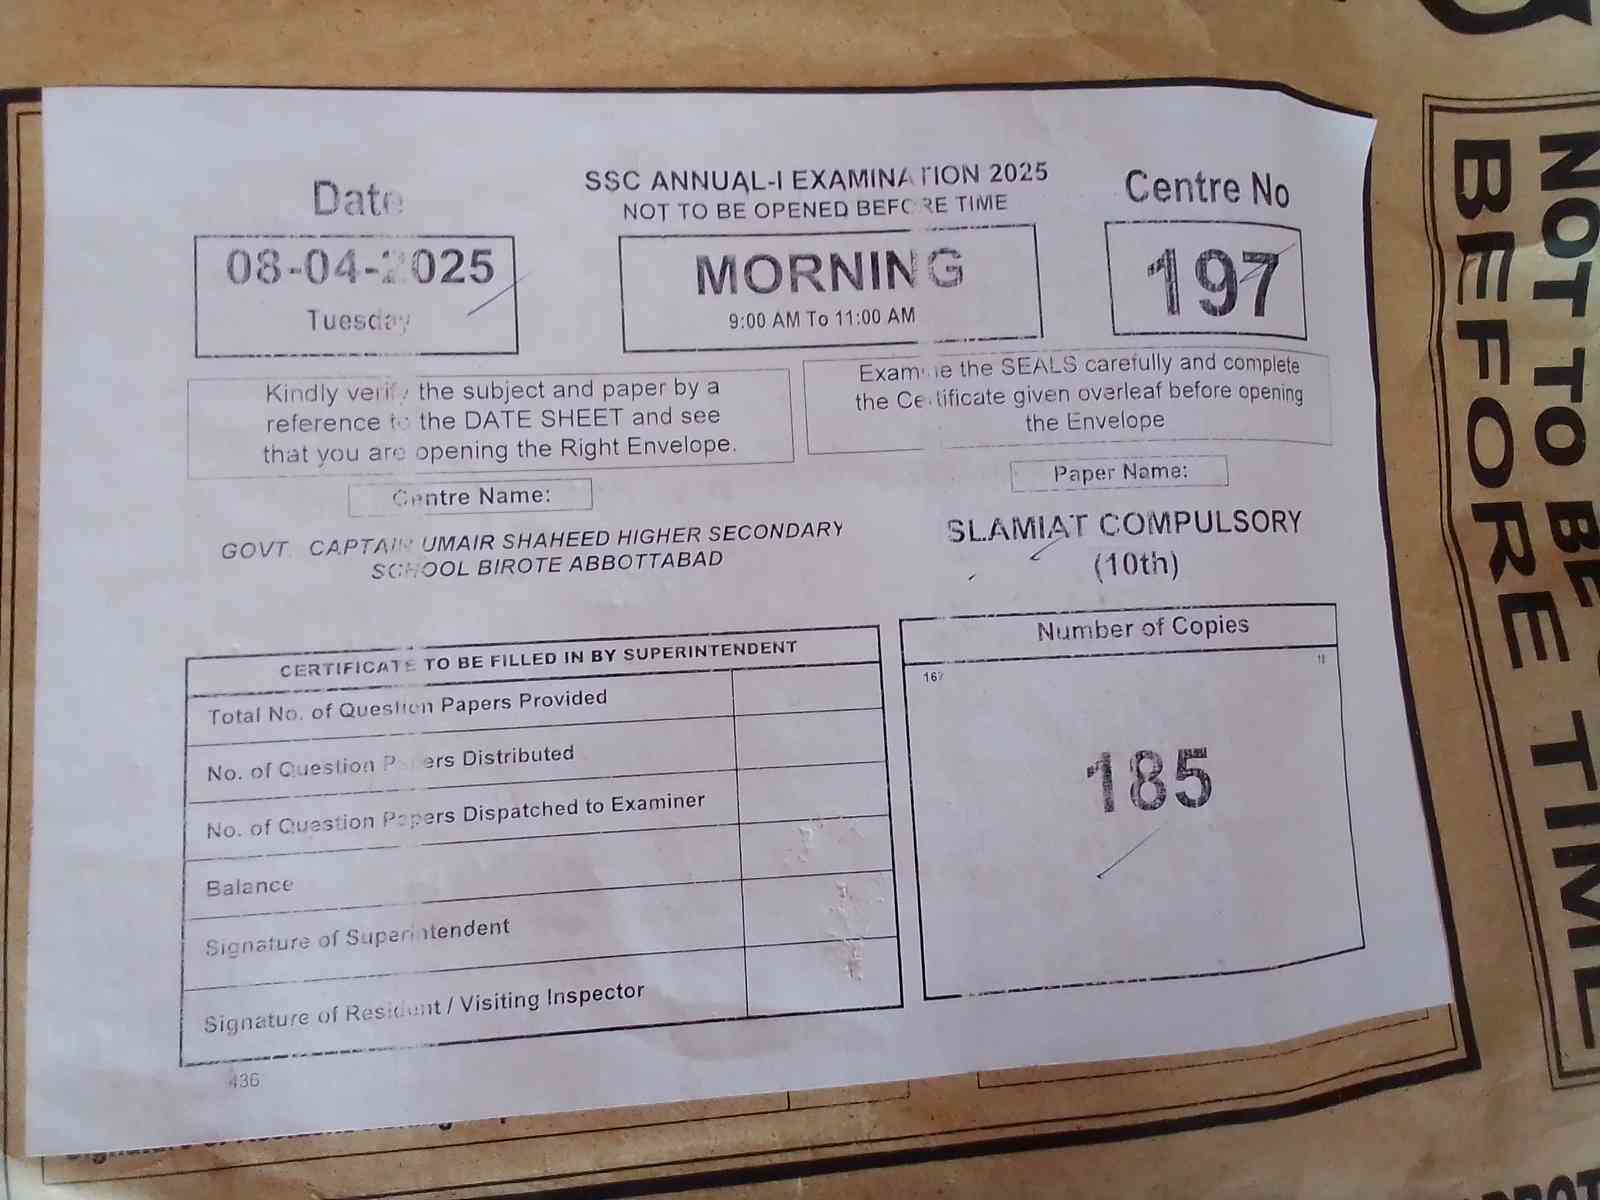 Date
08-04-2025
Tuesday
SSC ANNUAL-I EXAMINATION 2025
NOT TO BE OPENED BEFORE TIME
MORNING
9:00 AM To 11:00 AM
Centre No
197
Kindly verify the subject and paper by a
reference to the DATE SHEET and see
that you are opening the Right Envelope.
Examine the SEALS carefully and complete
the Certificate given overleaf before opening
the Envelope
Centre Name:
GOVT. CAPTAIN UMAIR SHAHEED HIGHER SECONDARY
SCHOOL BIROTE ABBOTTABAD
Paper Name:
SLAMIAT COMPULSORY
(10th)
CERTIFICATE TO BE FILLED IN BY SUPERINTENDENT
Total No. of Question Papers Provided
No. of Question Papers Distributed
No. of Question Papers Dispatched to Examiner
Balance
Signature of Superintendent
Signature of Resident / Visiting Inspector
436
Number of Copies
185
NOT TO BE
BEFORE TIME